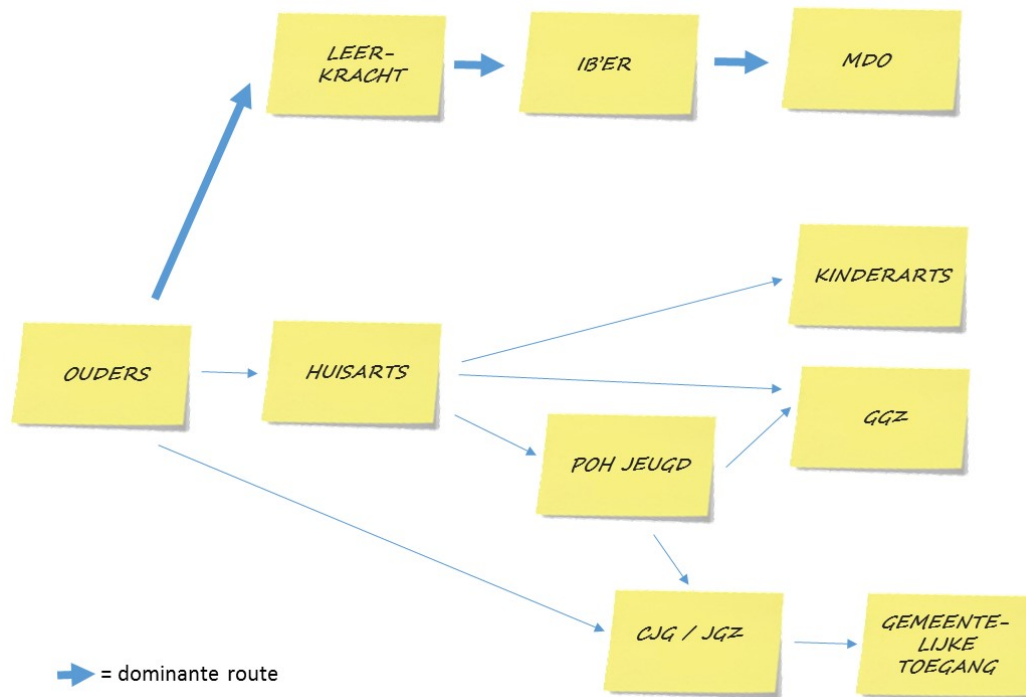 LEER-
KRACHT
IB'ER
MDO
KINDERARTS
OUDERS
HUISARTS
GGZ
POH JEUGD
CJG / JGZ
GEMEENTE-
LIJKE
TOEGANG
= dominante route